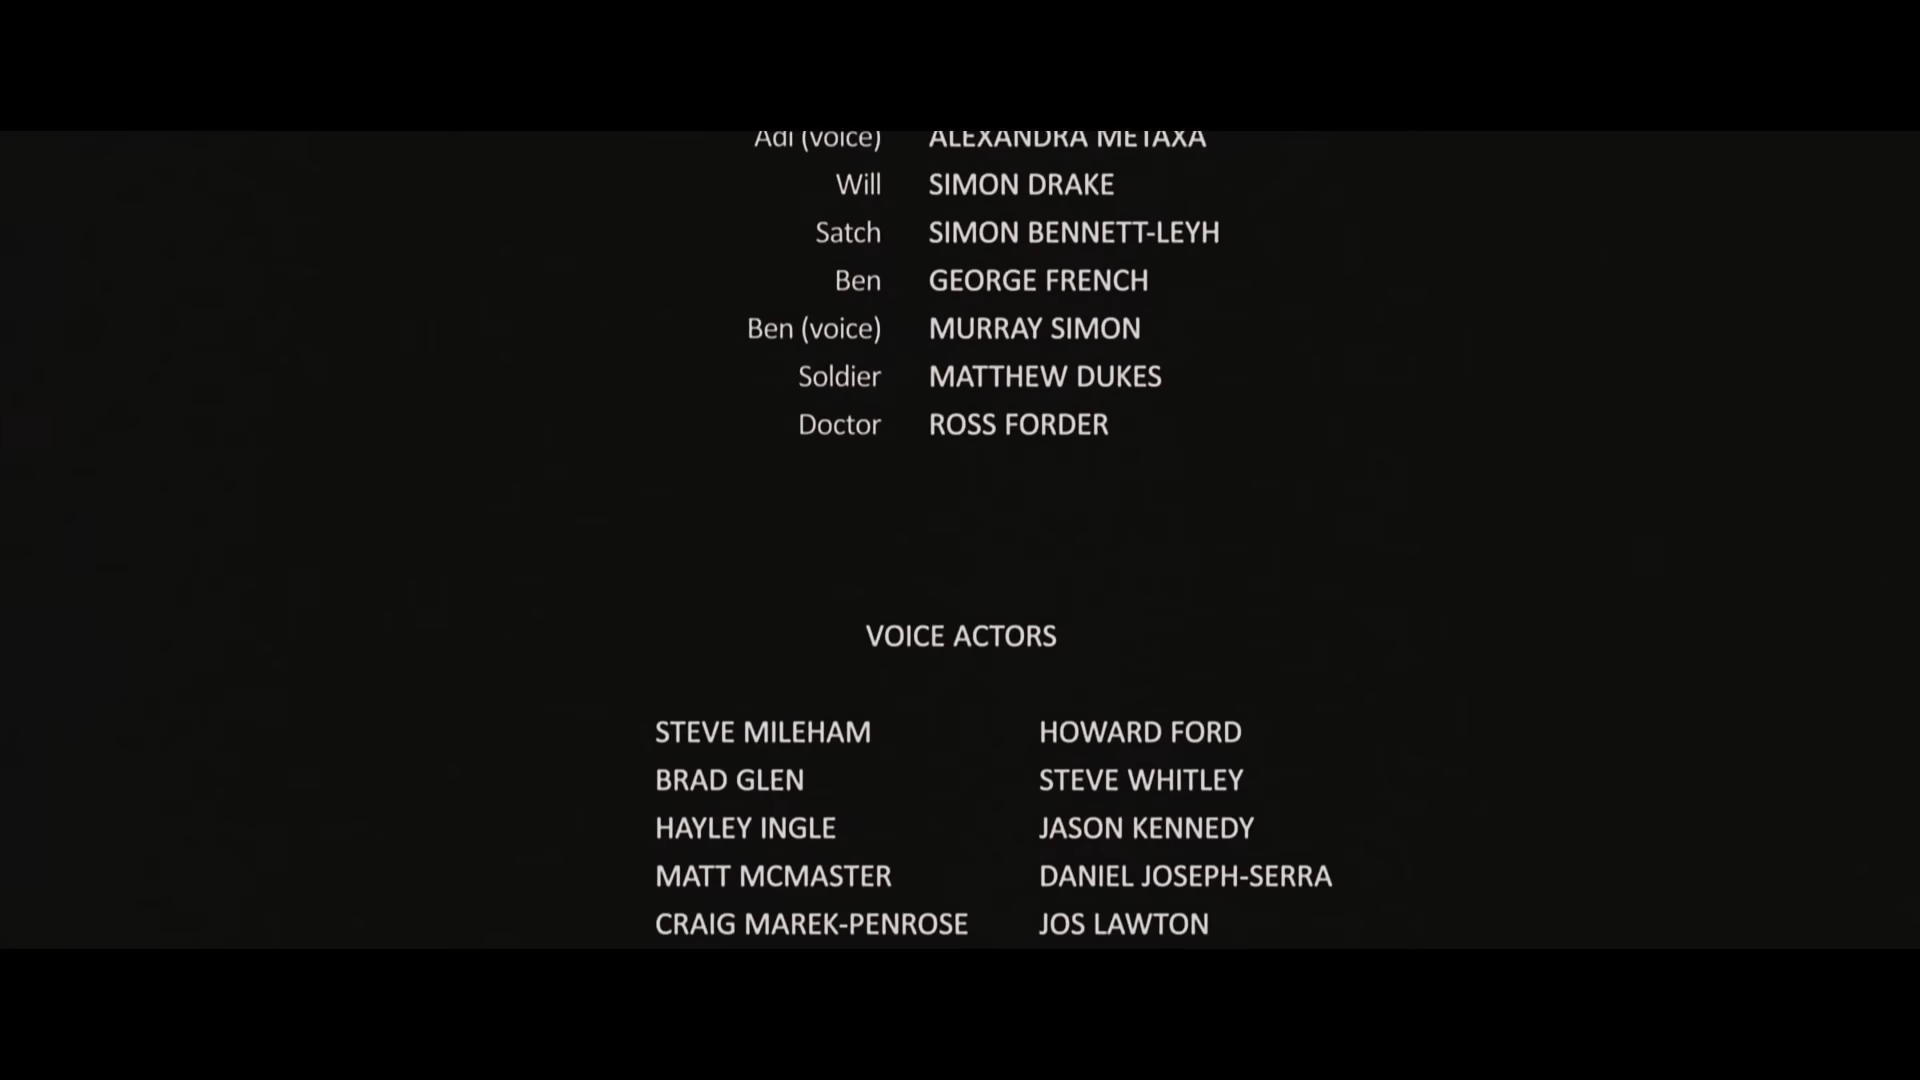 Adi (voice) ALEXANDRA METAXA
Will SIMON DRAKE
Satch SIMON BENNETT-LEYH
Ben GEORGE FRENCH
Ben (voice) MURRAY SIMON
Soldier MATTHEW DUKES
Doctor ROSS FORDER
VOICE ACTORS
STEVE MILEHAM HOWARD FORD
BRAD GLEN STEVE WHITLEY
HAYLEY INGLE JASON KENNEDY
MATT MCMASTER DANIEL JOSEPH-SERRA
CRAIG MAREK-PENROSE JOS LAWTON